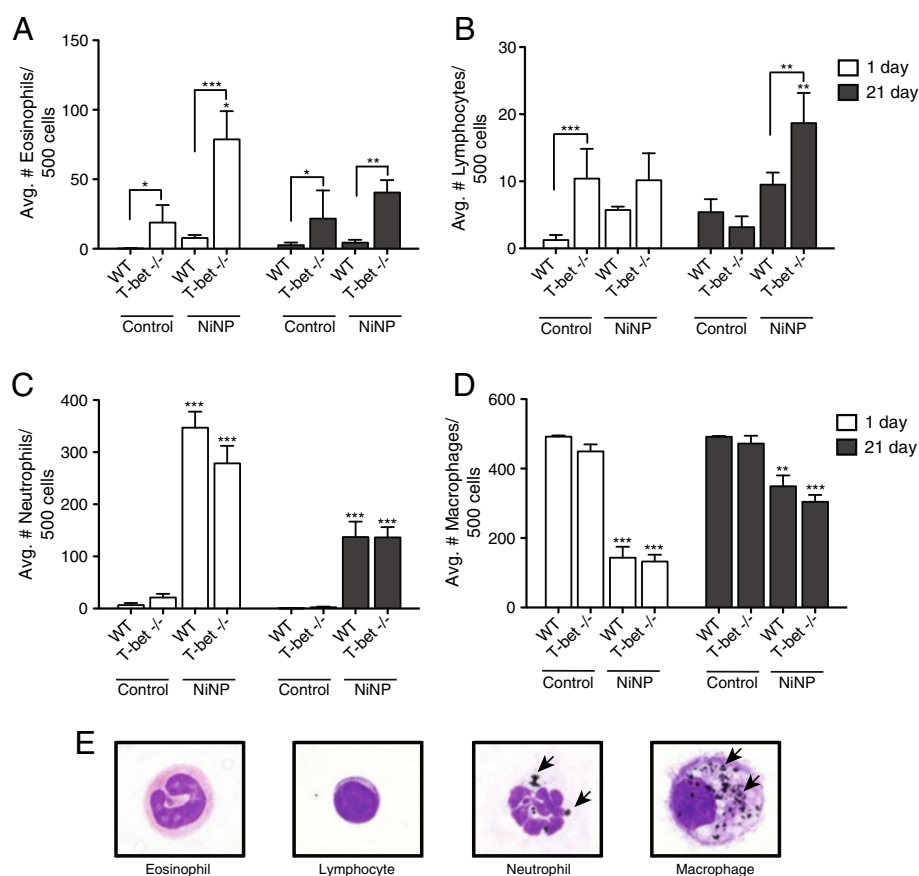 A
Avg. # Eosinophils/
500 cells
150
100
50
0
*
***
*
*
**
WT
T-bet -/-
WT
T-bet -/-
WT
T-bet -/-
WT
T-bet -/-
Control
NiNP
Control
NiNP
B
Avg. # Lymphocytes/
500 cells
30
20
10
0
***
**
**
WT
T-bet -/-
WT
T-bet -/-
WT
T-bet -/-
WT
T-bet -/-
Control
NiNP
Control
NiNP
1 day
21 day
C
Avg. # Neutrophils/
500 cells
400
300
200
100
0
***
***
***
***
WT
T-bet -/-
WT
T-bet -/-
WT
T-bet -/-
WT
T-bet -/-
Control
NiNP
Control
NiNP
D
Avg. # Macrophages/
500 cells
600
400
200
0
***
***
**
***
WT
T-bet -/-
WT
T-bet -/-
WT
T-bet -/-
WT
T-bet -/-
Control
NiNP
Control
NiNP
1 day
21 day
E
Eosinophil
Lymphocyte
Neutrophil
Macrophage